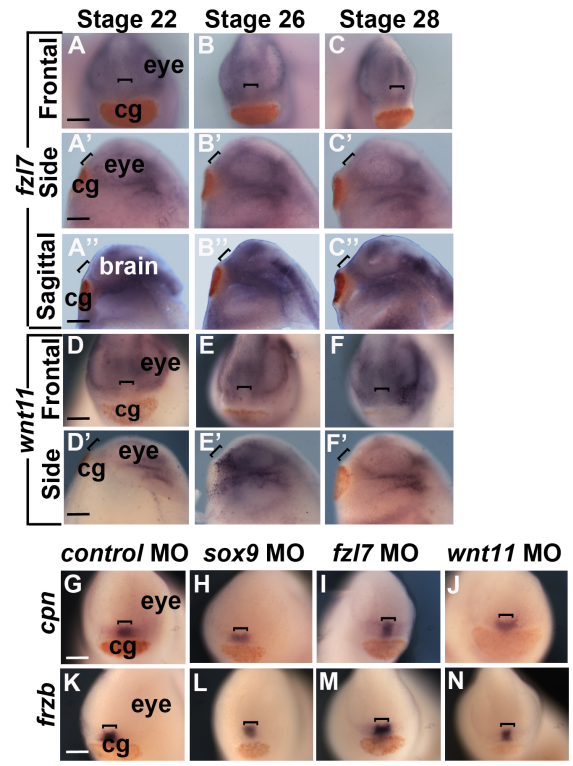 Stage 22 Stage 26 Stage 28
fzl7
Frontal
A eye cg B C
Side
A' eye cg B' C'
Sagittal
A'' brain cg B'' C''
wnt11
Frontal
D eye cg E F
Side
D' eye cg E' F'
control MO sox9 MO fzl7 MO wnt11 MO
cpn
G eye cg H I J
frzb
K eye cg L M N